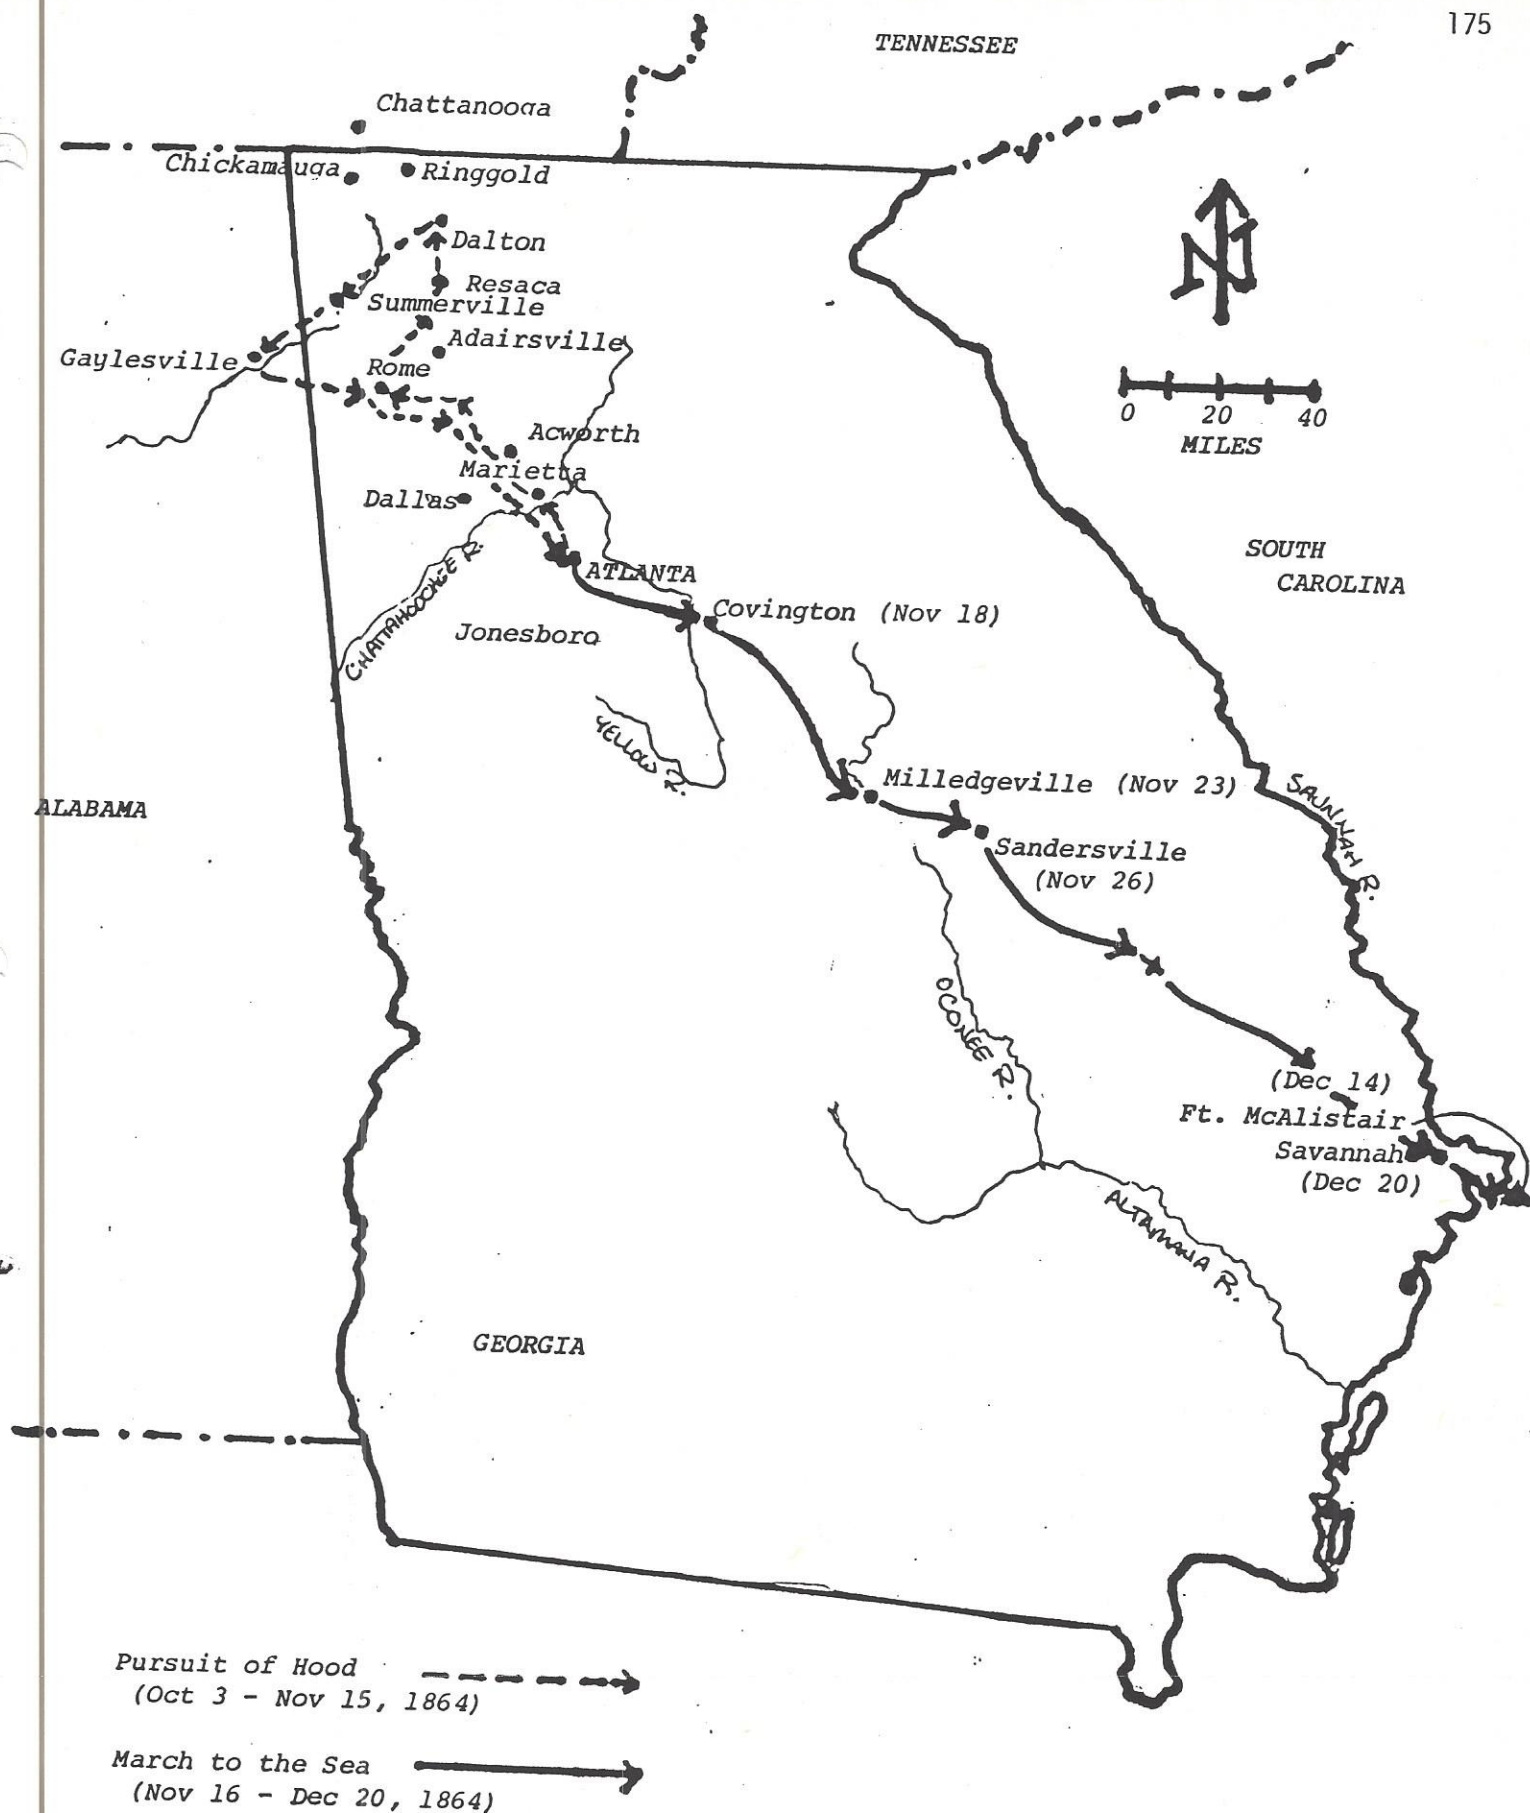 175
TENNESSEE
Chattanooga
Chickamauga
Ringgold
Dalton
Resaca
Summerville
Adairsville
Gaylesville
Rome
N
0 20 40
MILES
Acworth
Marietta
Dallas
SOUTH
CAROLINA
CHATTAHOOCHEE R.
ATLANTA
Covington (Nov 18)
Jonesboro
YELLOW R.
Milledgeville (Nov 23)
SAUNNAH R.
ALABAMA
Sandersville
(Nov 26)
OCONEE R.
(Dec 14)
Ft. McAlistair
Savannah
(Dec 20)
ALTAMAHA R.
GEORGIA
Pursuit of Hood
(Oct 3 - Nov 15, 1864)
March to the Sea
(Nov 16 - Dec 20, 1864)